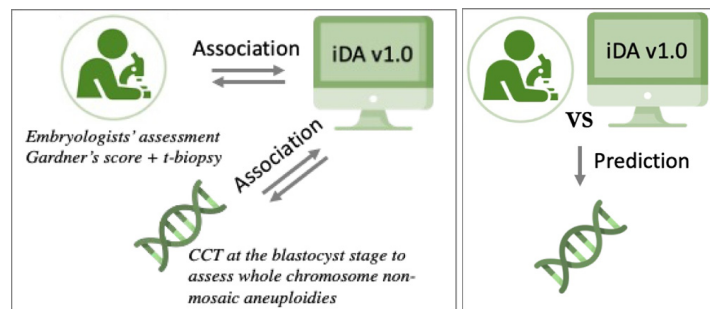 Association
iDA v1.0
Embryologists' assessment
Gardner's score + t-biopsy
Association
CCT at the blastocyst stage to
assess whole chromosome non-
mosaic aneuploidies
iDA v1.0
VS
Prediction